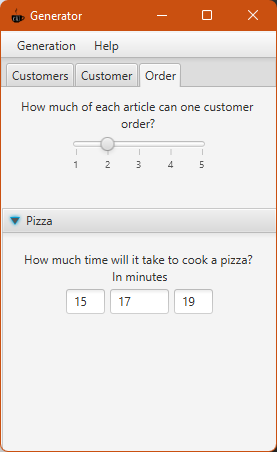 Generator
Generation Help
Customers Customer Order
How much of each article can one customer
order?
1 2 3 4 5
Pizza
How much time will it take to cook a pizza?
In minutes
15 17 19